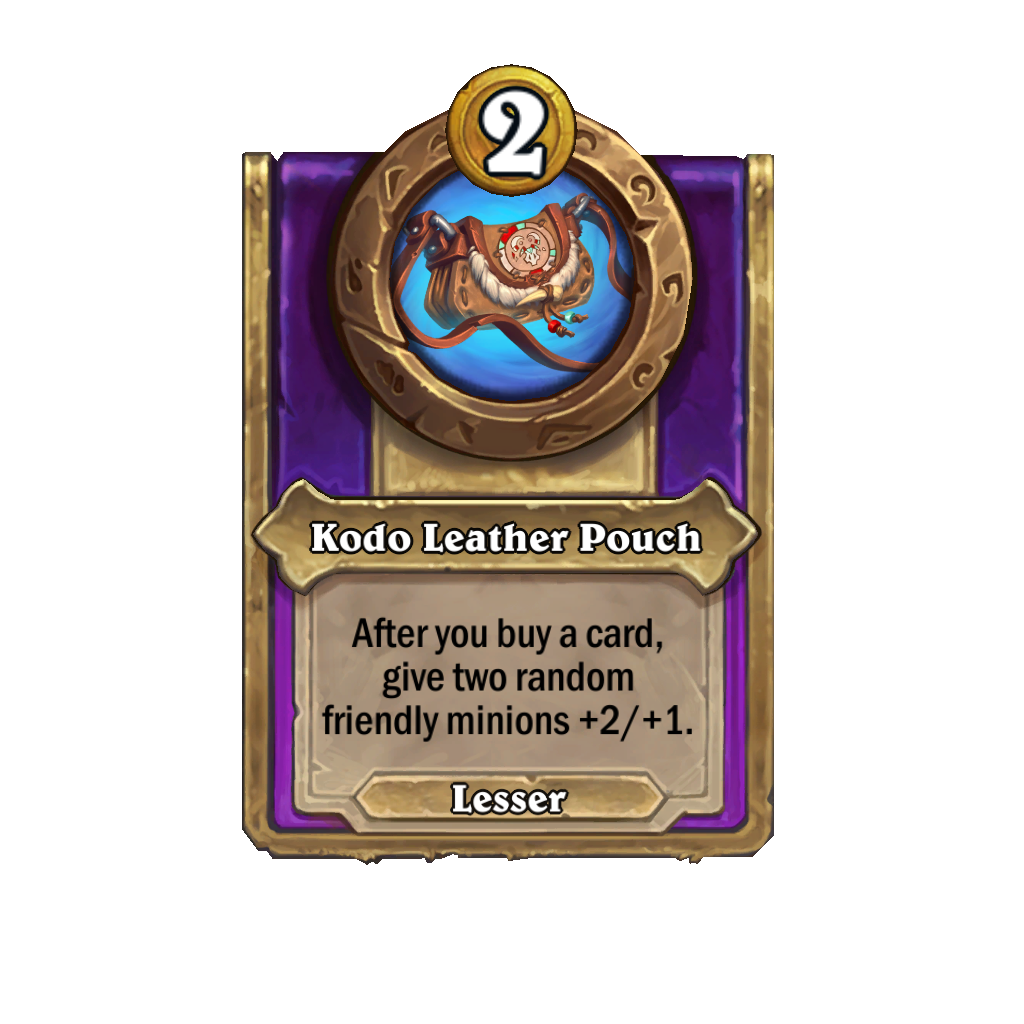 2
Kodo Leather Pouch
After you buy a card,
give two random
friendly minions +2/+1.
Lesser